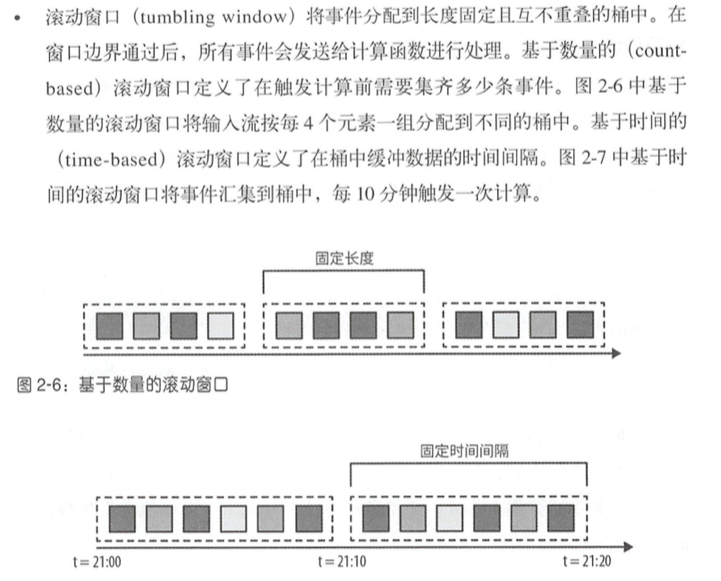 • 滚动窗口（tumbling window）将事件分配到长度固定且互不重叠的桶中。在
窗口边界通过后，所有事件会发送给计算函数进行处理。基于数量的（count-
based）滚动窗口定义了在触发计算前需要集齐多少条事件。图 2-6 中基于
数量的滚动窗口将输入流按每 4 个元素一组分配到不同的桶中。基于时间的
（time-based）滚动窗口定义了在桶中缓冲数据的时间间隔。图 2-7 中基于时
间的滚动窗口将事件汇集到桶中，每 10 分钟触发一次计算。
固定长度
图 2-6：基于数量的滚动窗口
固定时间间隔
t = 21:00 t = 21:10 t = 21:20